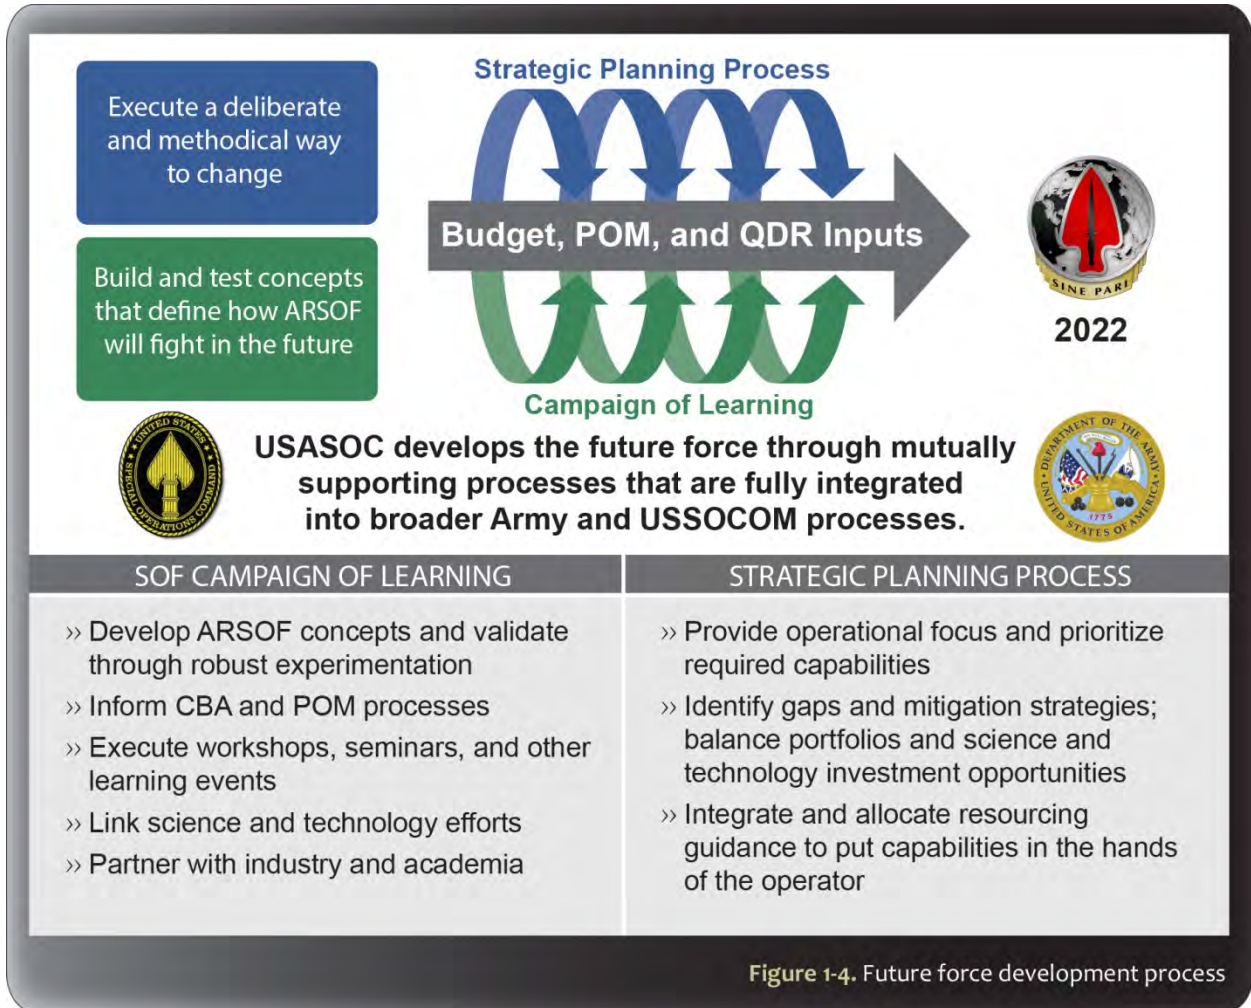 Execute a deliberate
and methodical way
to change
Build and test concepts
that define how ARSOF
will fight in the future
Strategic Planning Process
Budget, POM, and QDR Inputs
Campaign of Learning
SINE PARI
2022
UNITED STATES
SPECIAL OPERATIONS COMMAND
USASOC develops the future force through mutually
supporting processes that are fully integrated
into broader Army and USSOCOM processes.
DEPARTMENT OF THE ARMY
1775
UNITED STATES OF AMERICA
SOF CAMPAIGN OF LEARNING
» Develop ARSOF concepts and validate
through robust experimentation
» Inform CBA and POM processes
» Execute workshops, seminars, and other
learning events
» Link science and technology efforts
» Partner with industry and academia
STRATEGIC PLANNING PROCESS
» Provide operational focus and prioritize
required capabilities
» Identify gaps and mitigation strategies;
balance portfolios and science and
technology investment opportunities
» Integrate and allocate resourcing
guidance to put capabilities in the hands
of the operator
Figure 1-4. Future force development process